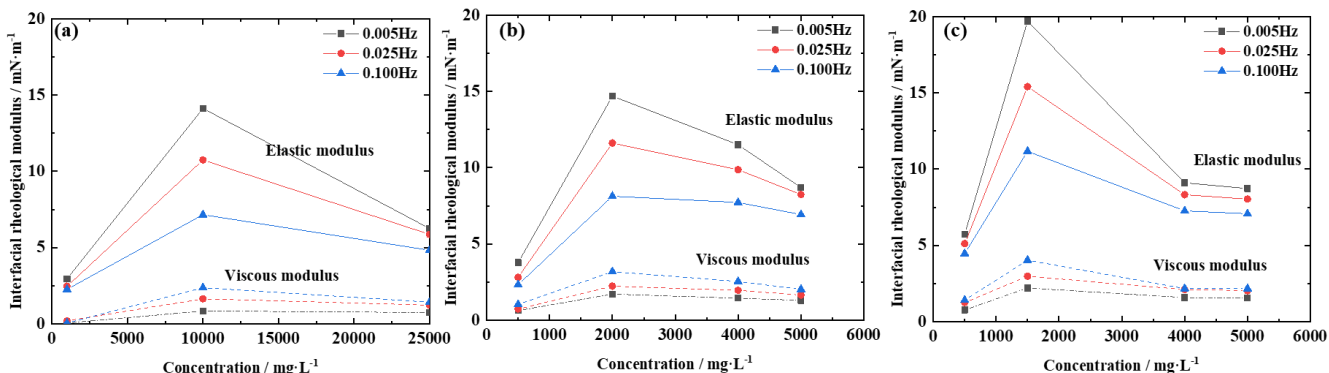 (a)
0.005Hz
0.025Hz
0.100Hz
Elastic modulus
Viscous modulus
Interfacial rheological modulus / mN·m⁻¹
20
15
10
5
0
0
5000
10000
15000
20000
25000
Concentration / mg·L⁻¹
(b)
0.005Hz
0.025Hz
0.100Hz
Elastic modulus
Viscous modulus
Interfacial rheological modulus / mN·m⁻¹
20
15
10
5
0
0
1000
2000
3000
4000
5000
6000
Concentration / mg·L⁻¹
(c)
0.005Hz
0.025Hz
0.100Hz
Elastic modulus
Viscous modulus
Interfacial rheological modulus / mN·m⁻¹
20
15
10
5
0
0
1000
2000
3000
4000
5000
6000
Concentration / mg·L⁻¹